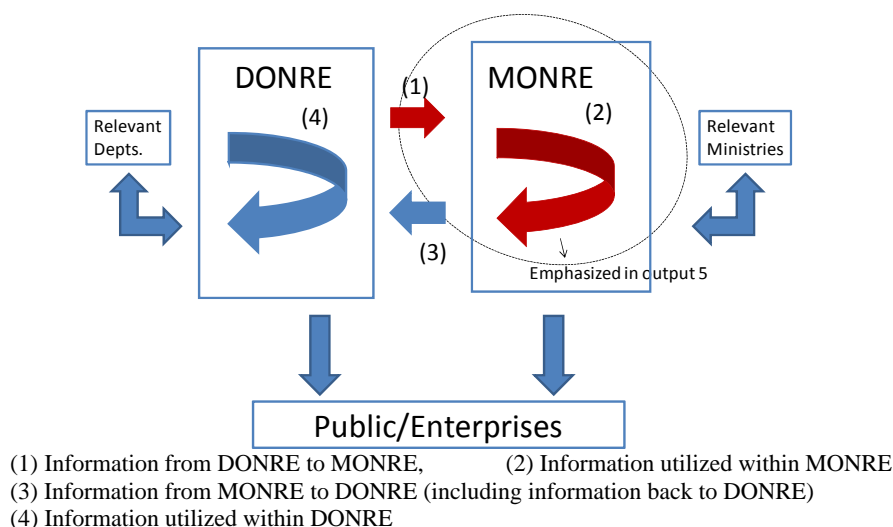 DONRE
MONRE
(1)
(4)
(2)
Relevant
Depts.
Relevant
Ministries
(3)
Emphasized in output 5
Public/Enterprises
(1) Information from DONRE to MONRE, (2) Information utilized within MONRE
(3) Information from MONRE to DONRE (including information back to DONRE)
(4) Information utilized within DONRE